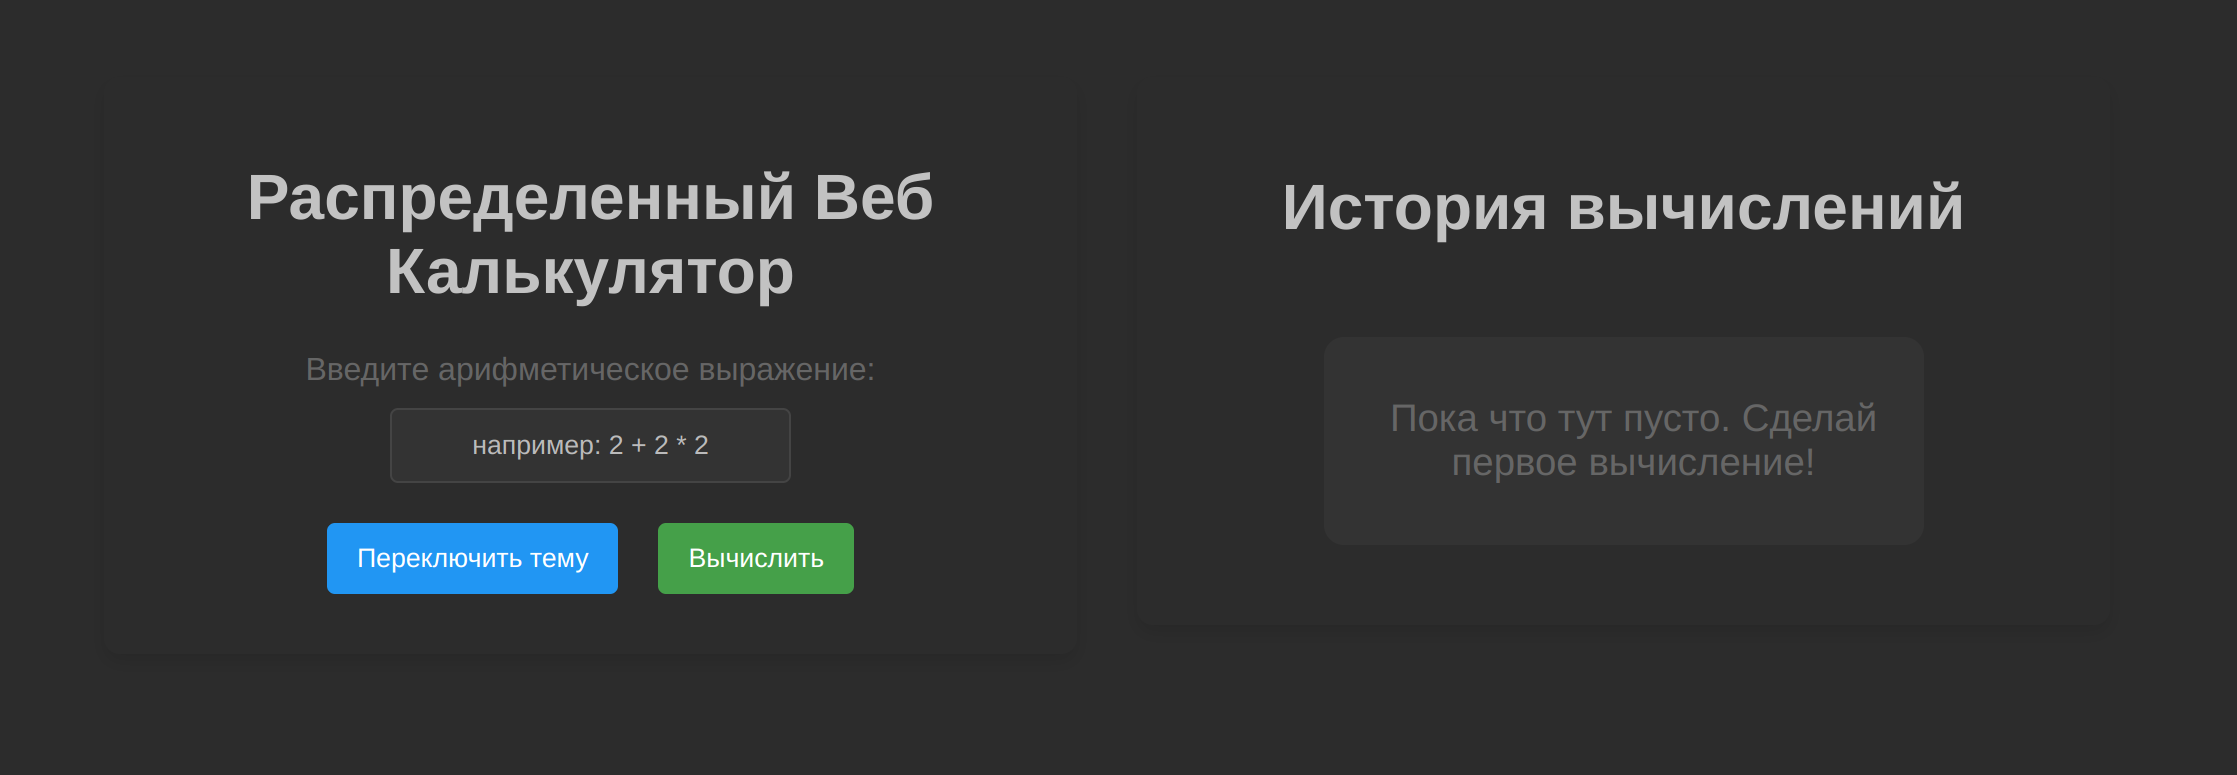 Распределенный Веб
Калькулятор
Введите арифметическое выражение:
например: 2 + 2 * 2
Переключить тему
Вычислить
История вычислений
Пока что тут пусто. Сделай
первое вычисление!